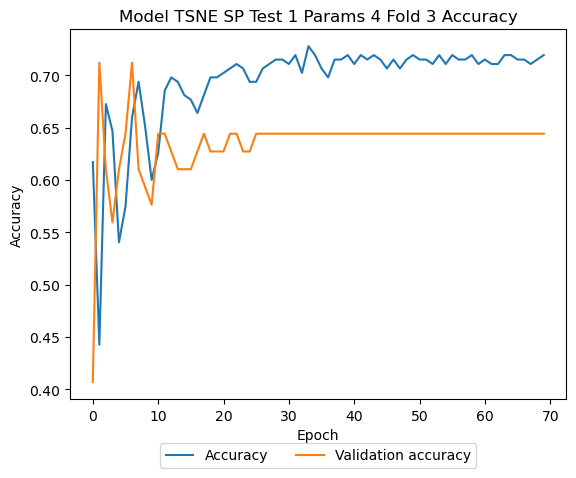 Model TSNE SP Test 1 Params 4 Fold 3 Accuracy
Accuracy
0.70
0.65
0.60
0.55
0.50
0.45
0.40
0 10 20 30 40 50 60 70
Epoch
Accuracy Validation accuracy